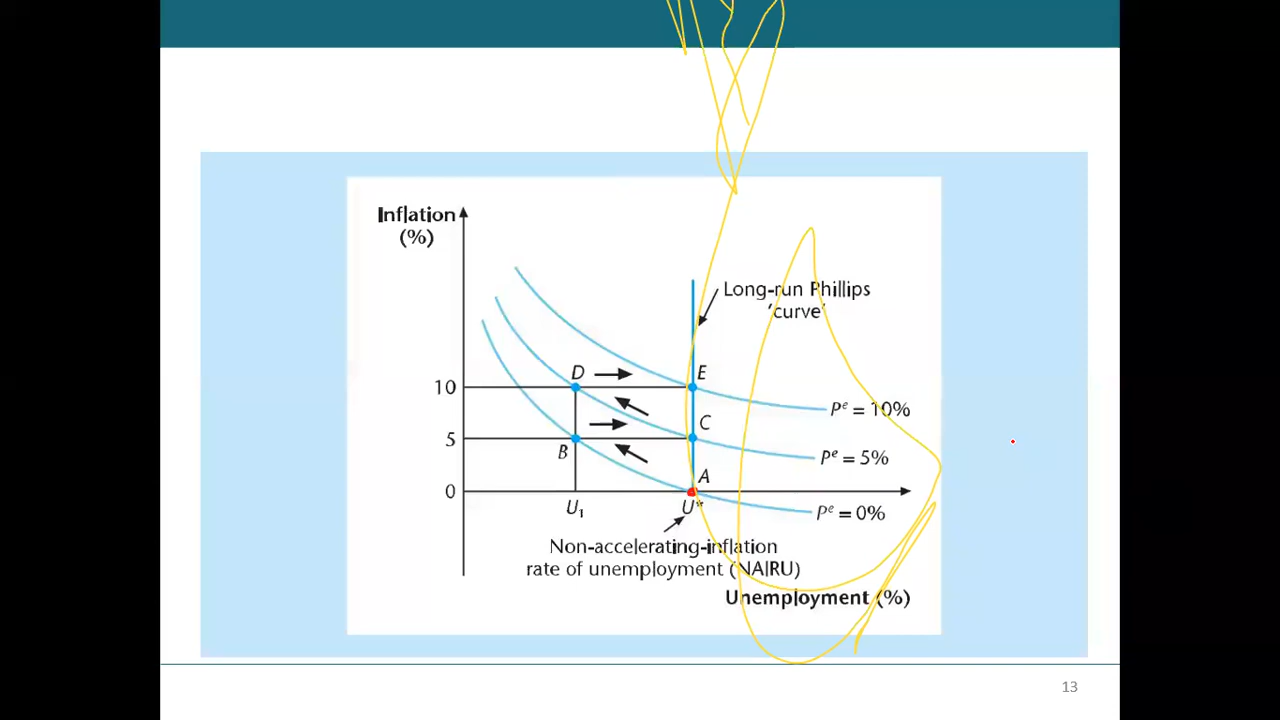 Inflation
(%)
Long-run Phillips
‘curve’
D
E
10
Pᵉ = 10%
C
5
B
Pᵉ = 5%
A
0
U₁
U*
Pᵉ = 0%
Non-accelerating-inflation
rate of unemployment (NAIRU)
Unemployment (%)
13